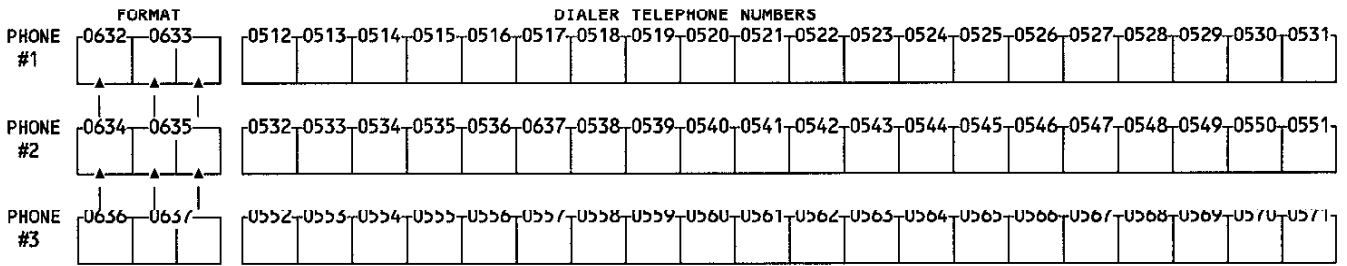 FORMAT DIALER TELEPHONE NUMBERS
PHONE 0632 0633 0512 0513 0514 0515 0516 0517 0518 0519 0520 0521 0522 0523 0524 0525 0526 0527 0528 0529 0530 0531
#1
PHONE 0634 0635 0532 0533 0534 0535 0536 0637 0538 0539 0540 0541 0542 0543 0544 0545 0546 0547 0548 0549 0550 0551
#2
PHONE 0636 0637 0552 0553 0554 0555 0556 0557 0558 0559 0560 0561 0562 0563 0564 0565 0566 0567 0568 0569 0570 0571
#3